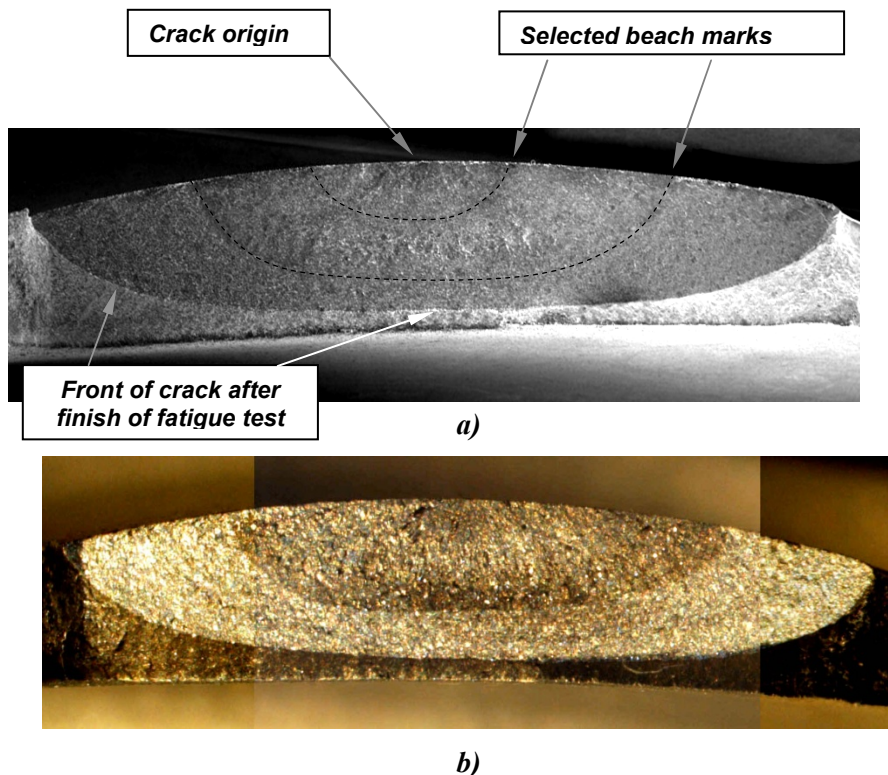 Crack origin
Selected beach marks
Front of crack after
finish of fatigue test
a)
b)